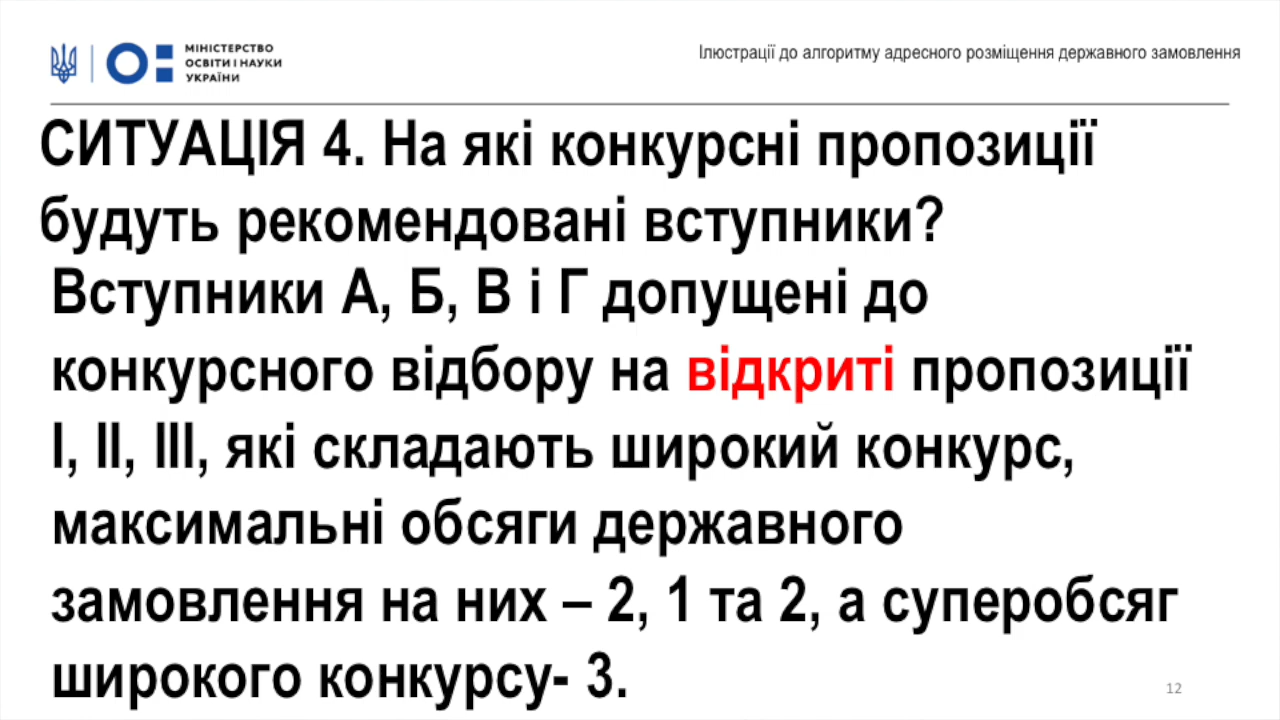 МІНІСТЕРСТВО
ОСВІТИ І НАУКИ
УКРАЇНИ
Ілюстрації до алгоритму адресного розміщення державного замовлення
СИТУАЦІЯ 4. На які конкурсні пропозиції
будуть рекомендовані вступники?
Вступники А, Б, В і Г допущені до
конкурсного відбору на відкриті пропозиції
І, ІІ, ІІІ, які складають широкий конкурс,
максимальні обсяги державного
замовлення на них – 2, 1 та 2, а суперобсяг
широкого конкурсу- 3.
12